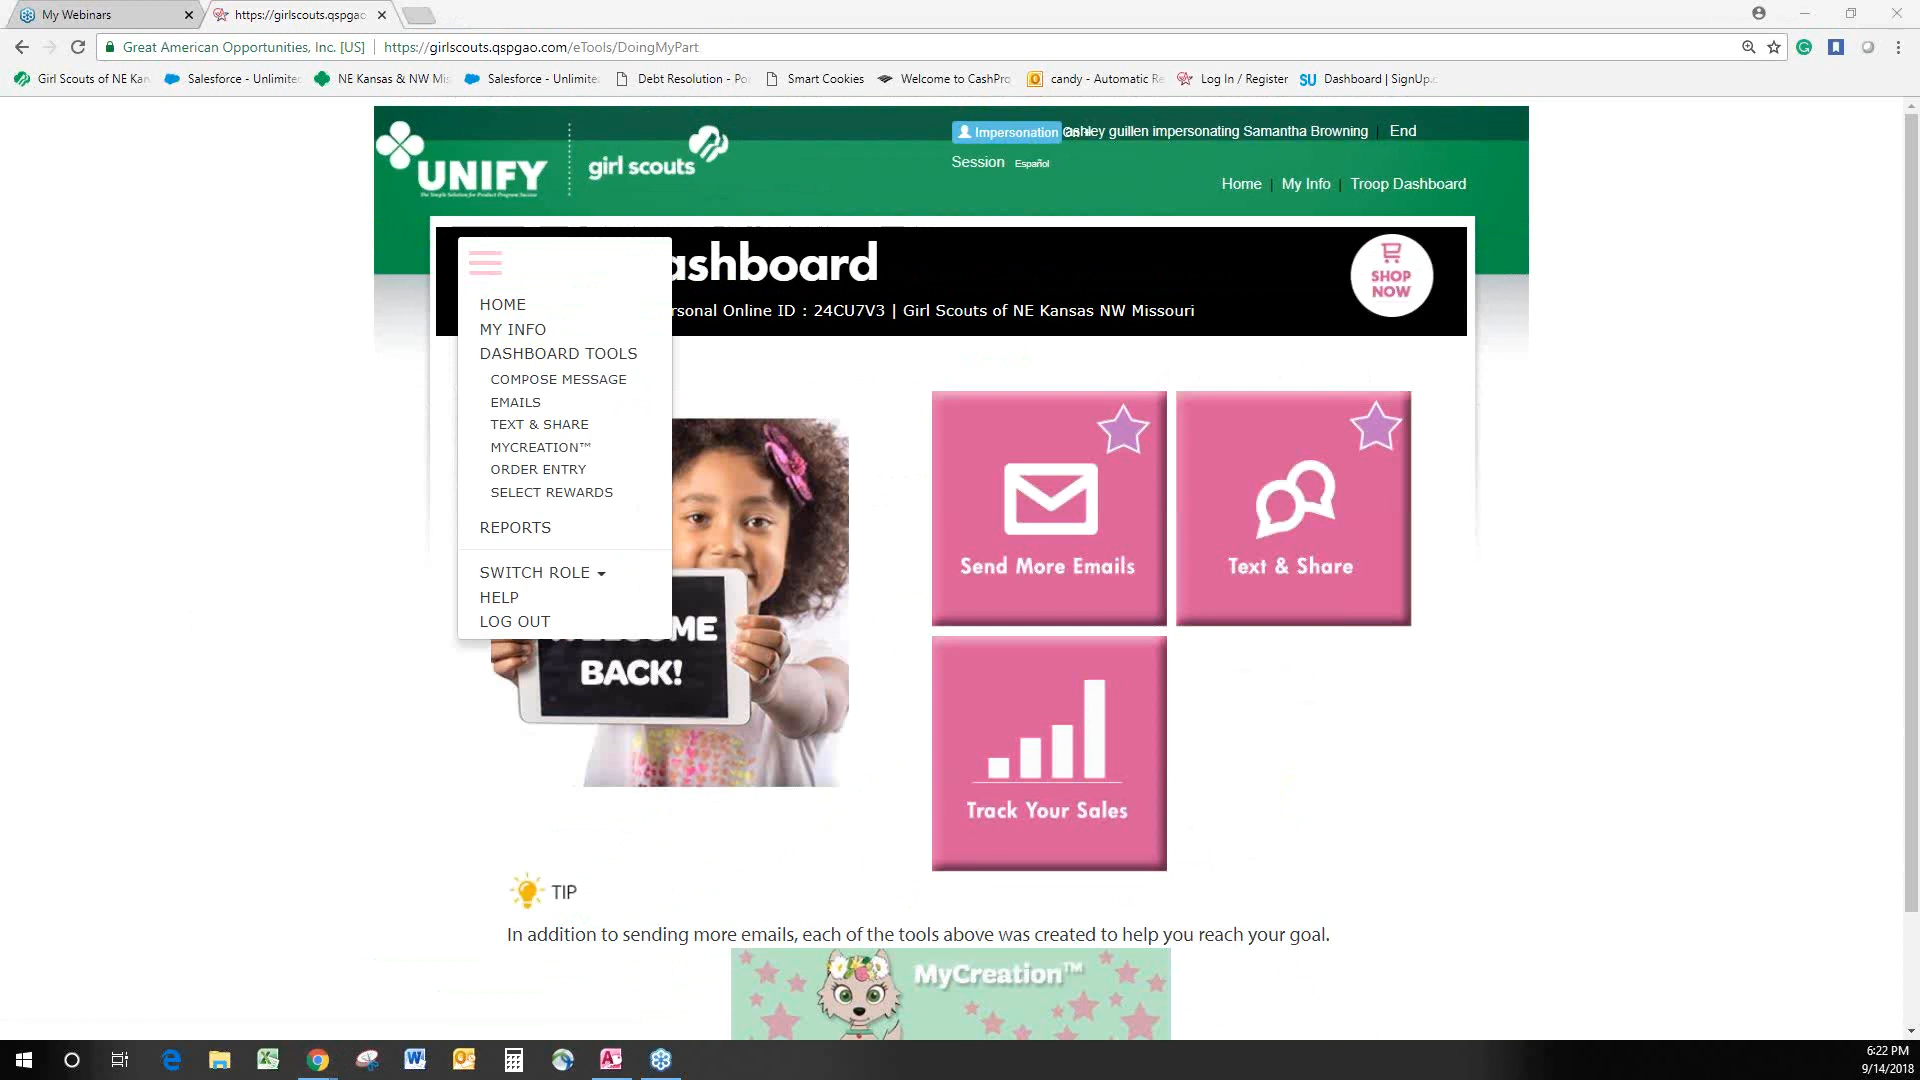 My Webinars
https://girlscouts.qspgao
Great American Opportunities, Inc. [US]
https://girlscouts.qspgao.com/eTools/DoingMyPart
Girl Scouts of NE Kan
Salesforce - Unlimite
NE Kansas & NW Mis
Salesforce - Unlimite
Debt Resolution - Po
Smart Cookies
Welcome to CashPro
candy - Automatic Re
Log In / Register
SU
Dashboard | SignUp.c
UNIFY
girl scouts
Impersonation
ashley guillen impersonating Samantha Browning
End
Session
Español
Home | My Info | Troop Dashboard
ashboard
SHOP
NOW
rsonal Online ID : 24CU7V3 | Girl Scouts of NE Kansas NW Missouri
HOME
MY INFO
DASHBOARD TOOLS
COMPOSE MESSAGE
EMAILS
TEXT & SHARE
MYCREATION™
ORDER ENTRY
SELECT REWARDS
REPORTS
SWITCH ROLE
HELP
LOG OUT
WELCOME
BACK!
Send More Emails
Text & Share
Track Your Sales
TIP
In addition to sending more emails, each of the tools above was created to help you reach your goal.
MyCreation™
6:22 PM
9/14/2018